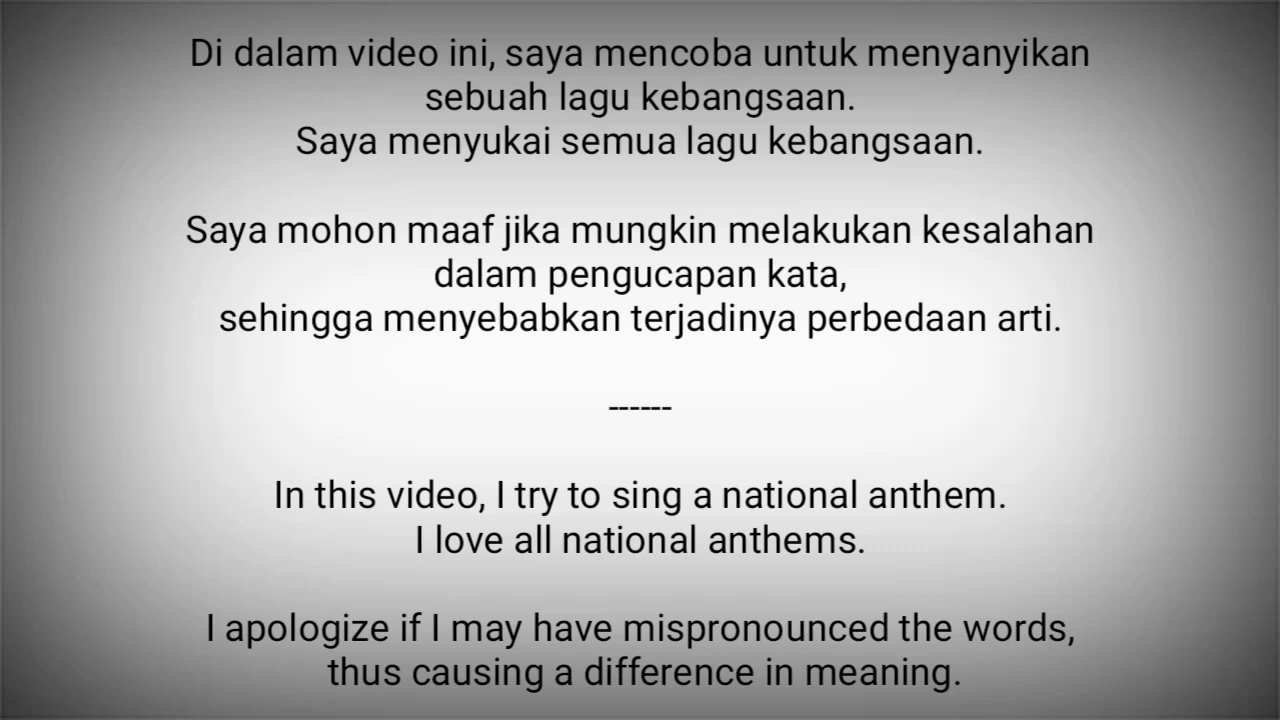 Di dalam video ini, saya mencoba untuk menyanyikan
sebuah lagu kebangsaan.
Saya menyukai semua lagu kebangsaan.
Saya mohon maaf jika mungkin melakukan kesalahan
dalam pengucapan kata,
sehingga menyebabkan terjadinya perbedaan arti.
------
In this video, I try to sing a national anthem.
I love all national anthems.
I apologize if I may have mispronounced the words,
thus causing a difference in meaning.